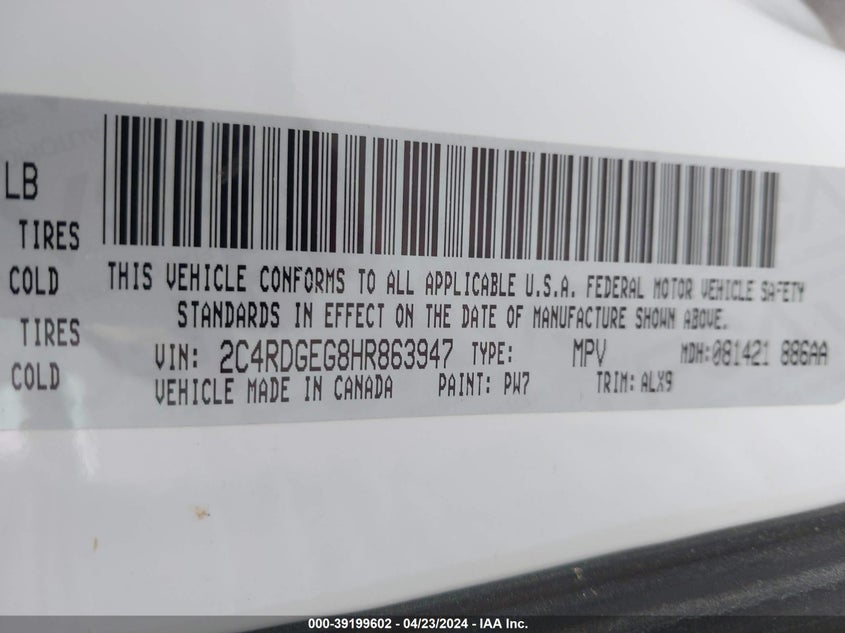 LB
TIRES
COLD
TIRES
COLD
THIS VEHICLE CONFORMS TO ALL APPLICABLE U.S.A. FEDERAL MOTOR VEHICLE SAFETY
STANDARDS IN EFFECT ON THE DATE OF MANUFACTURE SHOWN ABOVE.
VIN: 2C4RDGEG8HR863947 TYPE: MPV MDH:081421 886AA
VEHICLE MADE IN CANADA PAINT: PW7 TRIM: ALX9
000-39199602 - 04/23/2024 - IAA Inc.